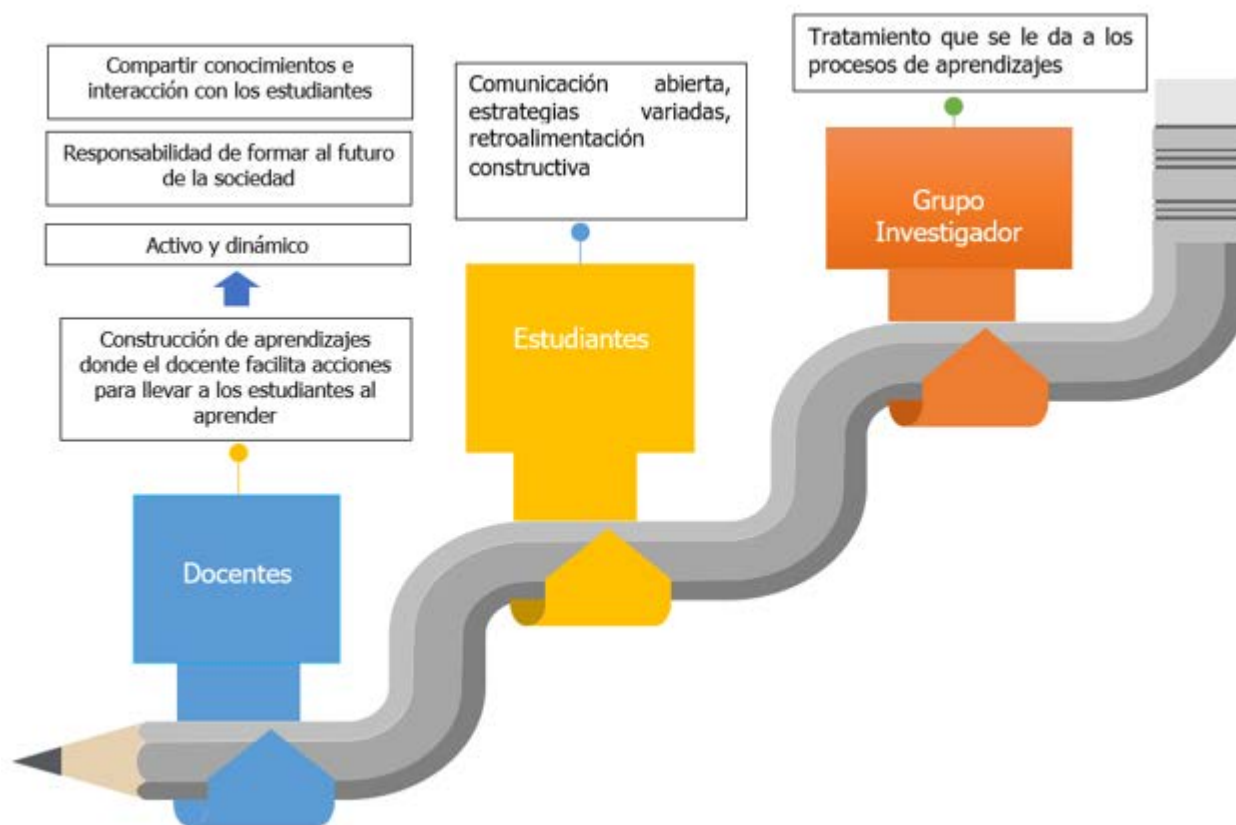 Compartir conocimientos e
interacción con los estudiantes
Responsabilidad de formar al futuro
de la sociedad
Activo y dinámico
Construcción de aprendizajes
donde el docente facilita acciones
para llevar a los estudiantes al
aprender
Docentes
Comunicación abierta,
estrategias variadas,
retroalimentación
constructiva
Estudiantes
Tratamiento que se le da a los
procesos de aprendizajes
Grupo
Investigador